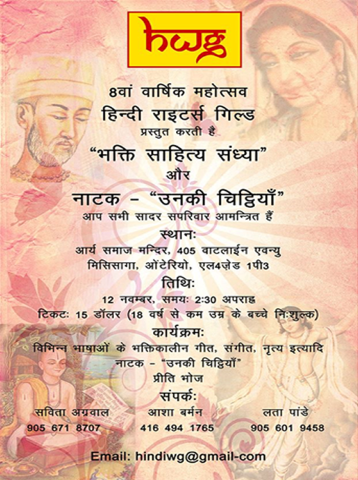 hwg
8वां वार्षिक महोत्सव
हिन्दी राइटर्स गिल्ड
प्रस्तुत करती है
“भक्ति साहित्य संध्या”
और
नाटक - “उनकी चिट्ठियाँ”
आप सभी सादर सपरिवार आमन्त्रित हैं
स्थानः
आर्य समाज मन्दिर, 405 वाटलाईन एवन्यु
मिसिसागा, ओंटेरियो, एल4ज़ेड 1पी3
तिथिः
12 नवम्बर, समयः 2:30 अपराह्न
टिकटः 15 डॉलर (18 वर्ष से कम उम्र के बच्चे निःशुल्क)
कार्यक्रमः
विभिन्न भाषाओं के भक्तिकालीन गीत, संगीत, नृत्य इत्यादि
नाटक - “उनकी चिट्ठियाँ”
प्रीति भोज
संपर्कः
सविता अग्रवाल आशा बर्मन लता पांडे
905 671 8707 416 494 1765 905 601 9458
Email: hindiwg@gmail-com